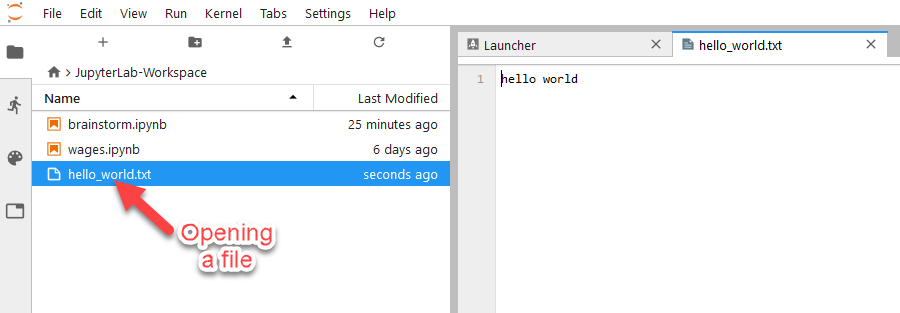 File Edit View Run Kernel Tabs Settings Help
Launcher hello_world.txt
JupyterLab-Workspace
Name Last Modified
brainstorm.ipynb 25 minutes ago
wages.ipynb 6 days ago
hello_world.txt seconds ago
Opening
a file
1 hello world